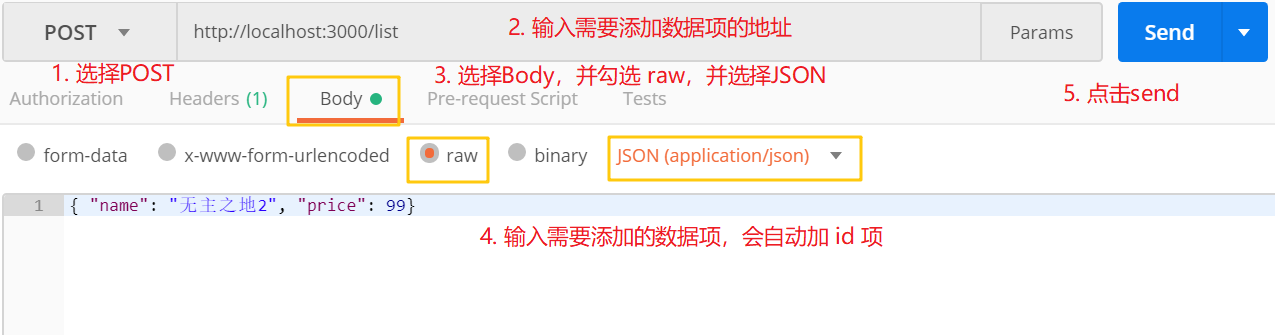 POST http://localhost:3000/list 2. 输入需要添加数据项的地址 Params Send
1. 选择POST 3. 选择Body，并勾选 raw，并选择JSON
Authorization Headers (1) Body Pre-request Script Tests 5. 点击send
form-data x-www-form-urlencoded raw binary JSON (application/json)
1 { "name": "无主之地2", "price": 99}
4. 输入需要添加的数据项，会自动加 id 项